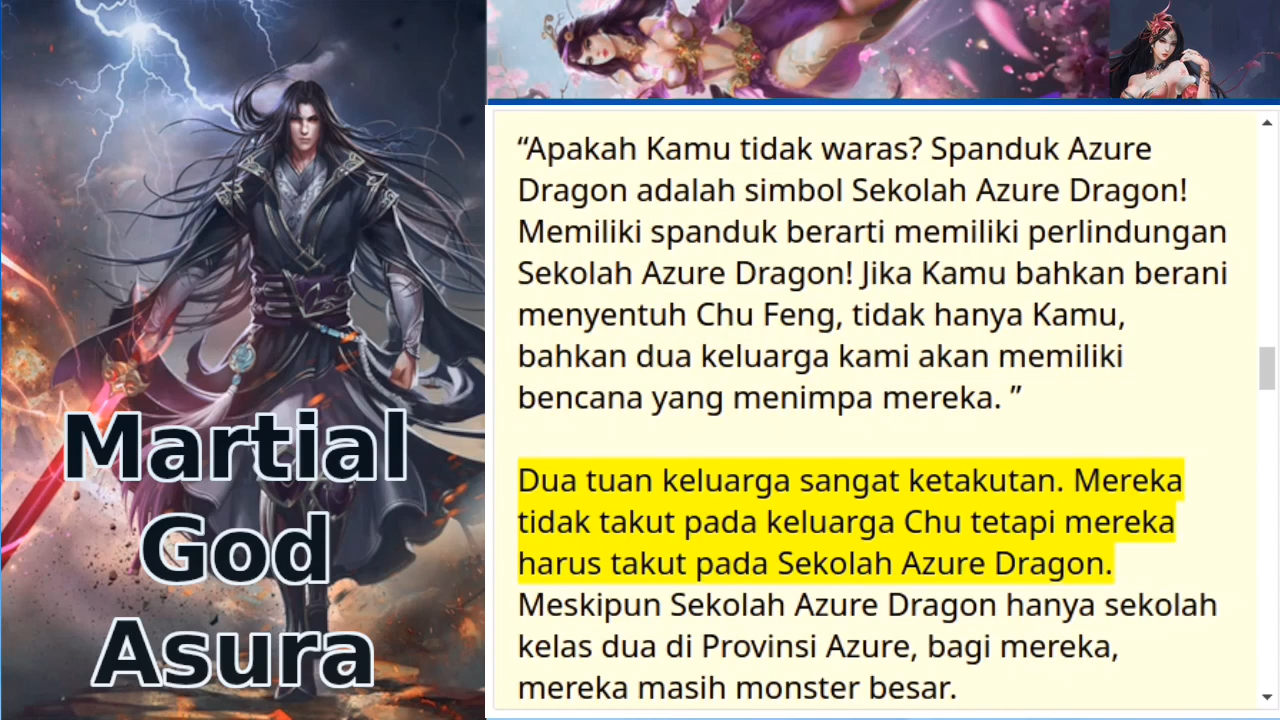 Martial
God
Asura
“Apakah Kamu tidak waras? Spanduk Azure
Dragon adalah simbol Sekolah Azure Dragon!
Memiliki spanduk berarti memiliki perlindungan
Sekolah Azure Dragon! Jika Kamu bahkan berani
menyentuh Chu Feng, tidak hanya Kamu,
bahkan dua keluarga kami akan memiliki
bencana yang menimpa mereka. ”
Dua tuan keluarga sangat ketakutan. Mereka
tidak takut pada keluarga Chu tetapi mereka
harus takut pada Sekolah Azure Dragon.
Meskipun Sekolah Azure Dragon hanya sekolah
kelas dua di Provinsi Azure, bagi mereka,
mereka masih monster besar.